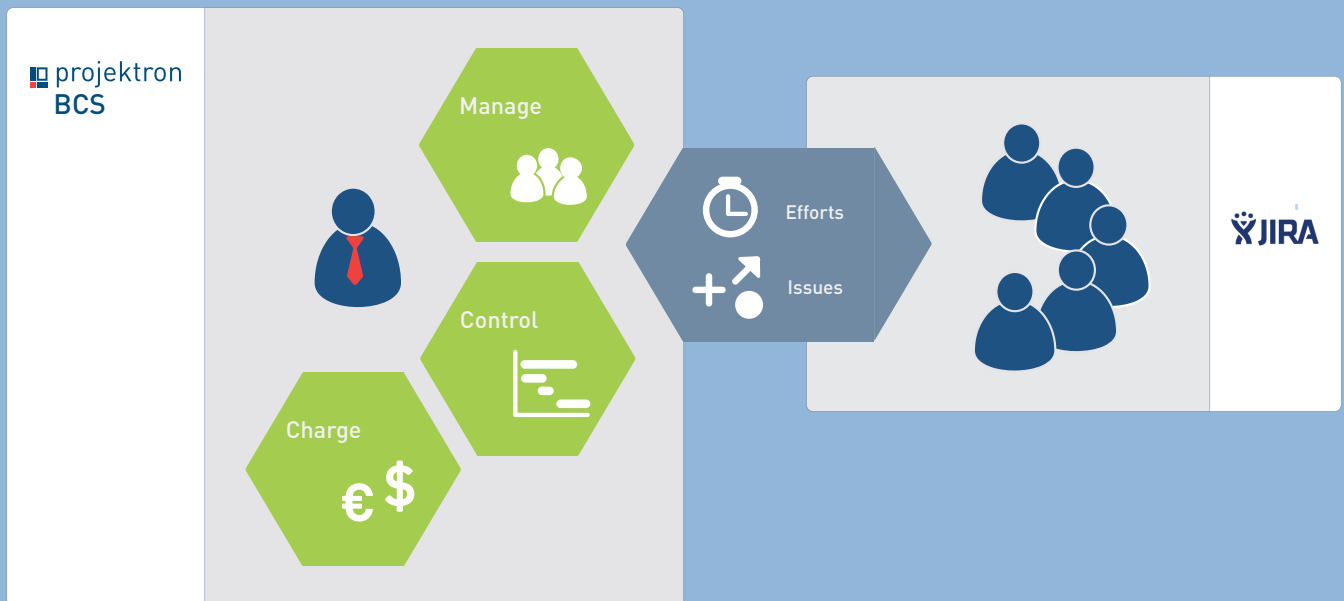 projektron
BCS
Manage
Control
Charge
€ $
Efforts
Issues
JIRA